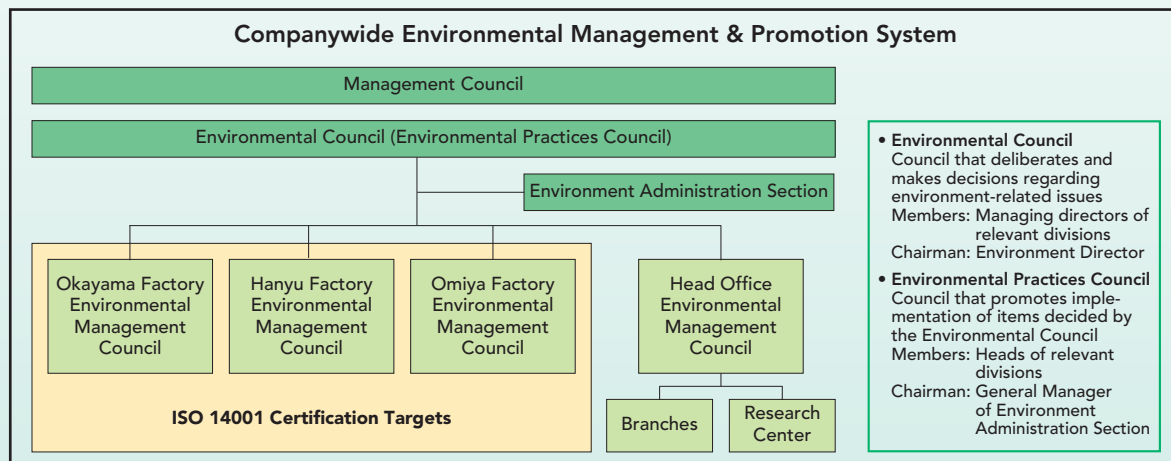 Companywide Environmental Management & Promotion System
Management Council
Environmental Council (Environmental Practices Council)
Environment Administration Section
Okayama Factory
Environmental
Management
Council
Hanyu Factory
Environmental
Management
Council
Omiya Factory
Environmental
Management
Council
Head Office
Environmental
Management
Council
ISO 14001 Certification Targets
Branches
Research
Center
• Environmental Council
Council that deliberates and
makes decisions regarding
environment-related issues
Members: Managing directors of
relevant divisions
Chairman: Environment Director
• Environmental Practices Council
Council that promotes imple-
mentation of items decided by
the Environmental Council
Members: Heads of relevant
divisions
Chairman: General Manager
of Environment
Administration Section